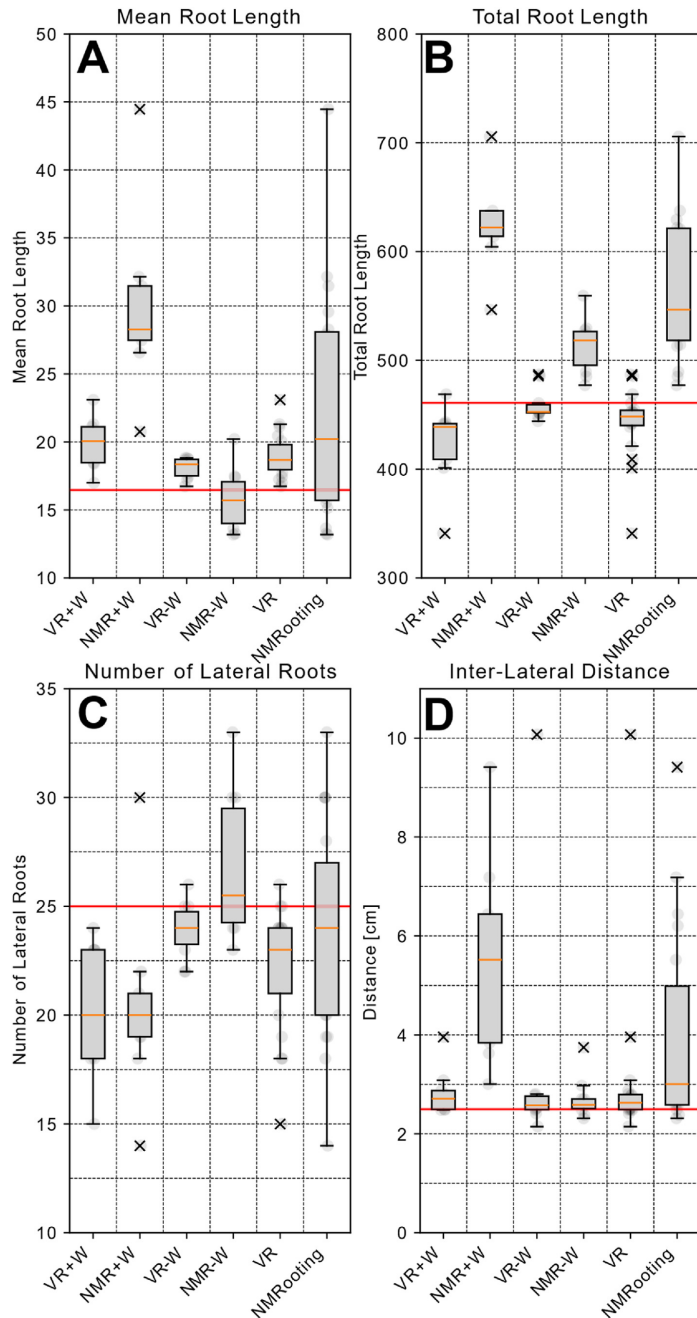 Mean Root Length
A
Mean Root Length
50
45
40
35
30
25
20
15
10
VR+W
NMR+W
VR-W
NMR-W
VR
NMRooting
Total Root Length
B
Total Root Length
800
700
600
500
400
300
VR+W
NMR+W
VR-W
NMR-W
VR
NMRooting
Number of Lateral Roots
C
Number of Lateral Roots
35
30
25
20
15
10
VR+W
NMR+W
VR-W
NMR-W
VR
NMRooting
Inter-Lateral Distance
D
Distance [cm]
10
8
6
4
2
0
VR+W
NMR+W
VR-W
NMR-W
VR
NMRooting